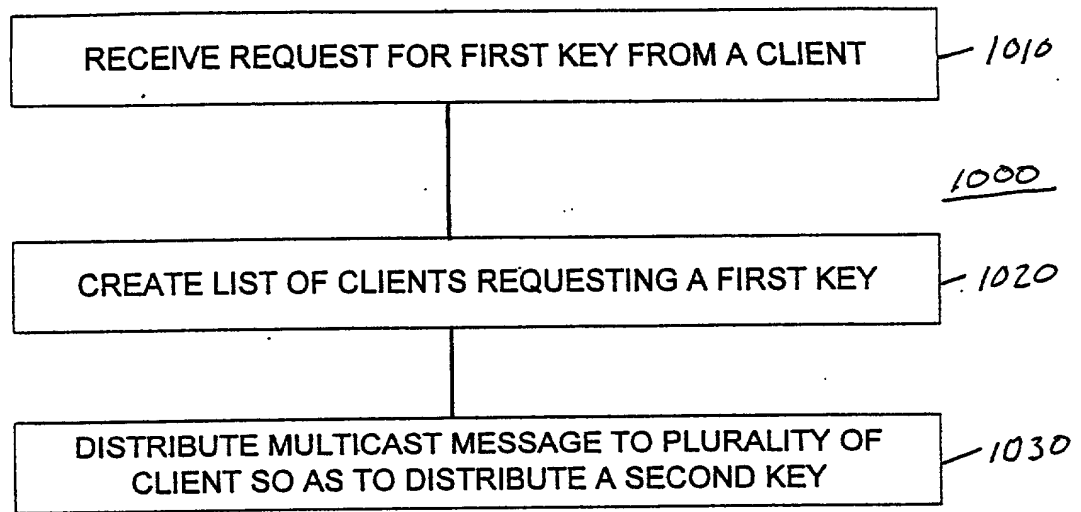 RECEIVE REQUEST FOR FIRST KEY FROM A CLIENT
1010
1000
CREATE LIST OF CLIENTS REQUESTING A FIRST KEY
1020
DISTRIBUTE MULTICAST MESSAGE TO PLURALITY OF
CLIENT SO AS TO DISTRIBUTE A SECOND KEY
1030